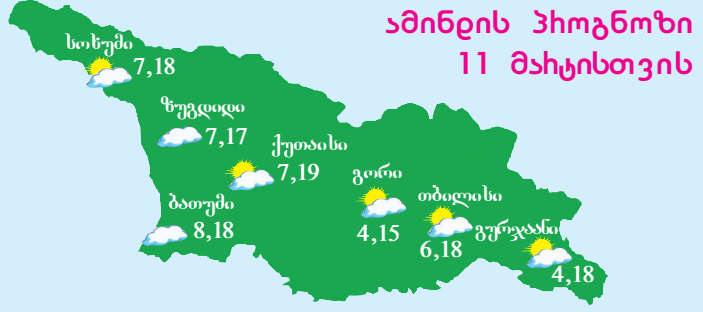 ამინდის პროგნოზი
11 მარტისთვის
სოხუმი
7,18
ზუგდიდი
7,17
ქუთაისი
7,19
გორი
4,15
თბილისი
6,18
ბათუმი
8,18
გურჯაანი
4,18